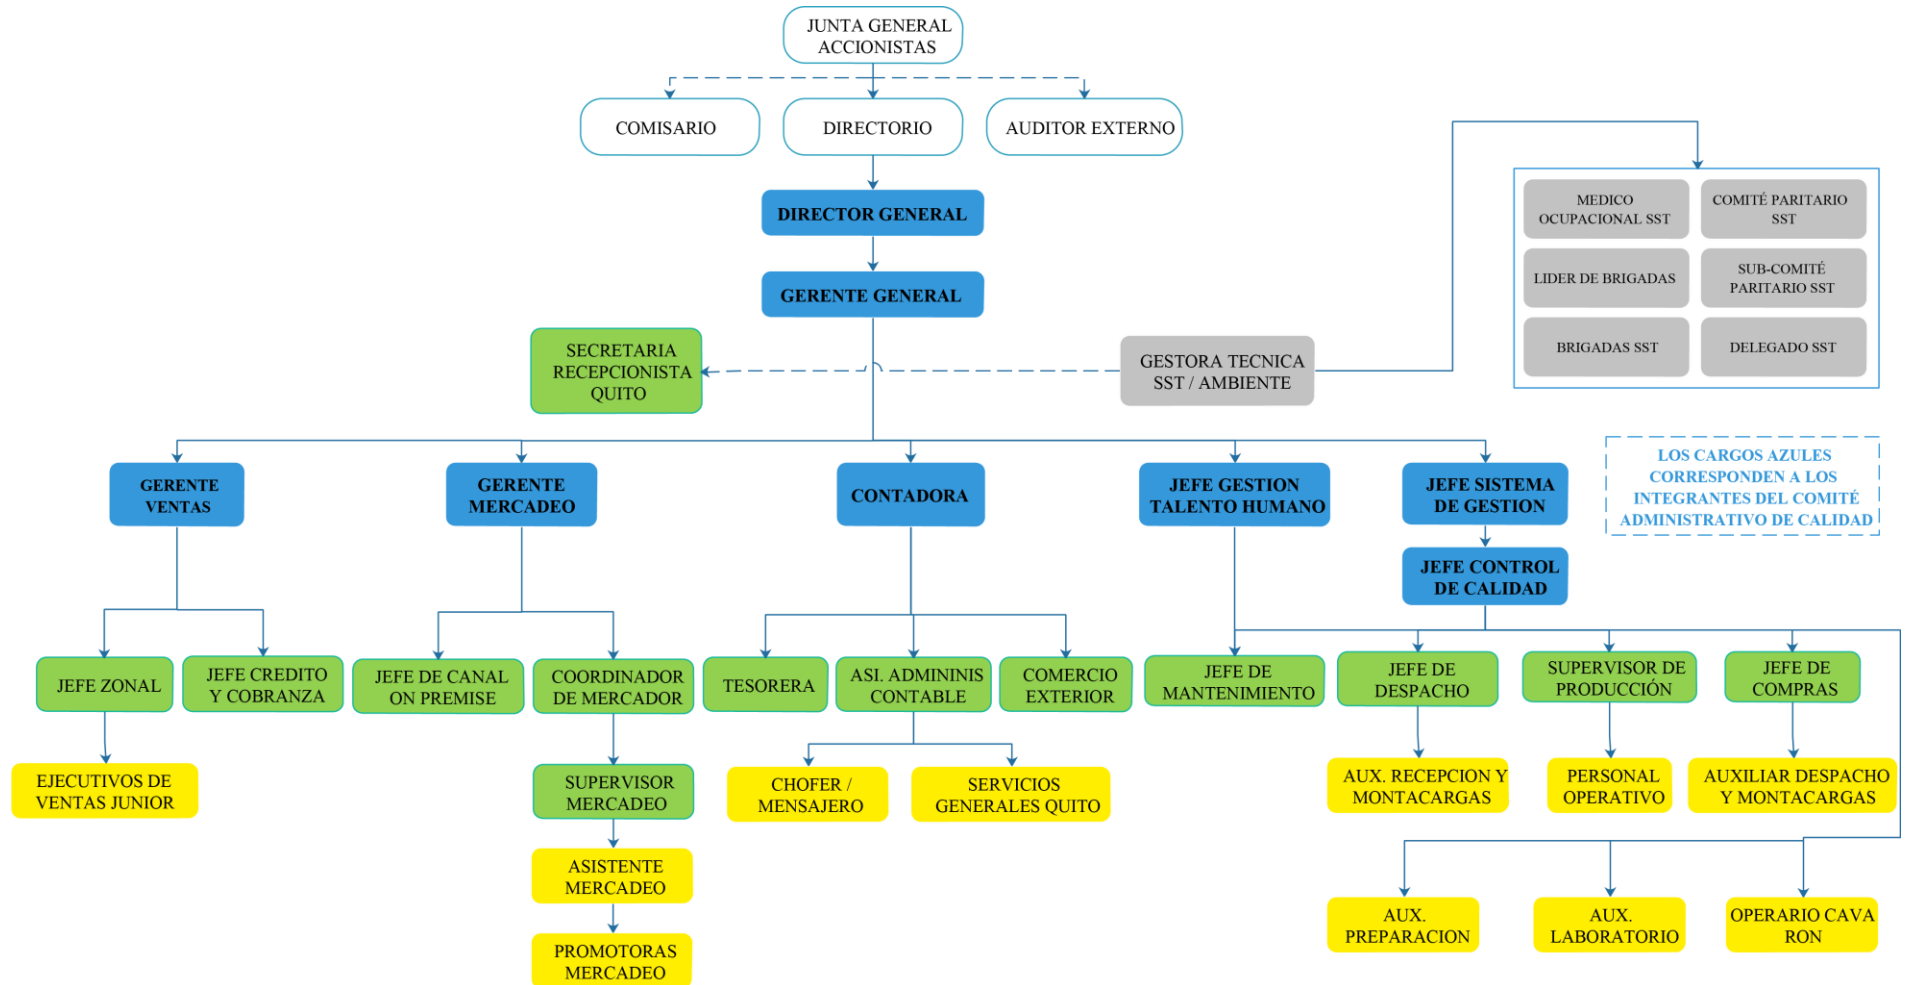 JUNTA GENERAL
ACCIONISTAS
COMISARIO
DIRECTORIO
AUDITOR EXTERNO
DIRECTOR GENERAL
GERENTE GENERAL
MEDICO
OCUPACIONAL SST
COMITÉ PARITARIO
SST
LIDER DE BRIGADAS
SUB-COMITÉ
PARITARIO SST
BRIGADAS SST
DELEGADO SST
SECRETARIA
RECEPCIONISTA
QUITO
GESTORA TECNICA
SST / AMBIENTE
LOS CARGOS AZULES
CORRESPONDEN A LOS
INTEGRANTES DEL COMITÉ
ADMINISTRATIVO DE CALIDAD
GERENTE
VENTAS
GERENTE
MERCADEO
CONTADORA
JEFE GESTION
TALENTO HUMANO
JEFE SISTEMA
DE GESTION
JEFE CONTROL
DE CALIDAD
JEFE ZONAL
JEFE CREDITO
Y COBRANZA
JEFE DE CANAL
ON PREMISE
COORDINADOR
DE MERCADOR
TESORERA
ASI. ADMININIS
CONTABLE
COMERCIO
EXTERIOR
JEFE DE
MANTENIMIENTO
JEFE DE
DESPACHO
SUPERVISOR DE
PRODUCCIÓN
JEFE DE
COMPRAS
EJECUTIVOS DE
VENTAS JUNIOR
SUPERVISOR
MERCADEO
CHOFER /
MENSAJERO
SERVICIOS
GENERALES QUITO
AUX. RECEPCION Y
MONTACARGAS
PERSONAL
OPERATIVO
AUXILIAR DESPACHO
Y MONTACARGAS
ASISTENTE
MERCADEO
PROMOTORAS
MERCADEO
AUX.
PREPARACION
AUX.
LABORATORIO
OPERARIO CAVA
RON